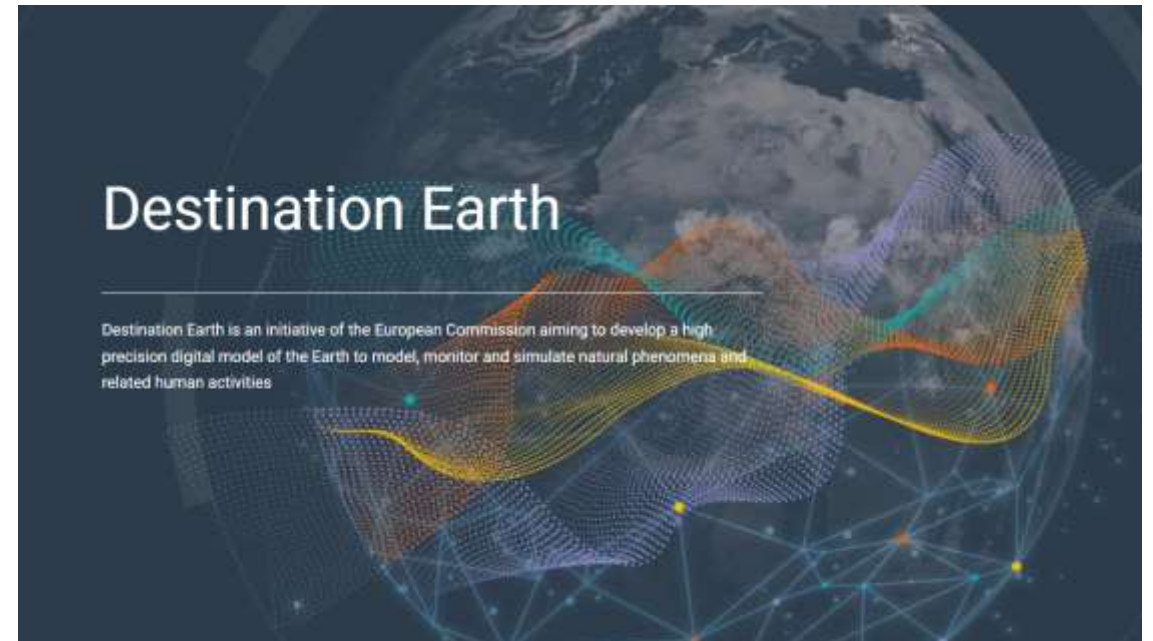 Destination Earth
Destination Earth is an initiative of the European Commission aiming to develop a high
precision digital model of the Earth to model, monitor and simulate natural phenomena and
related human activities